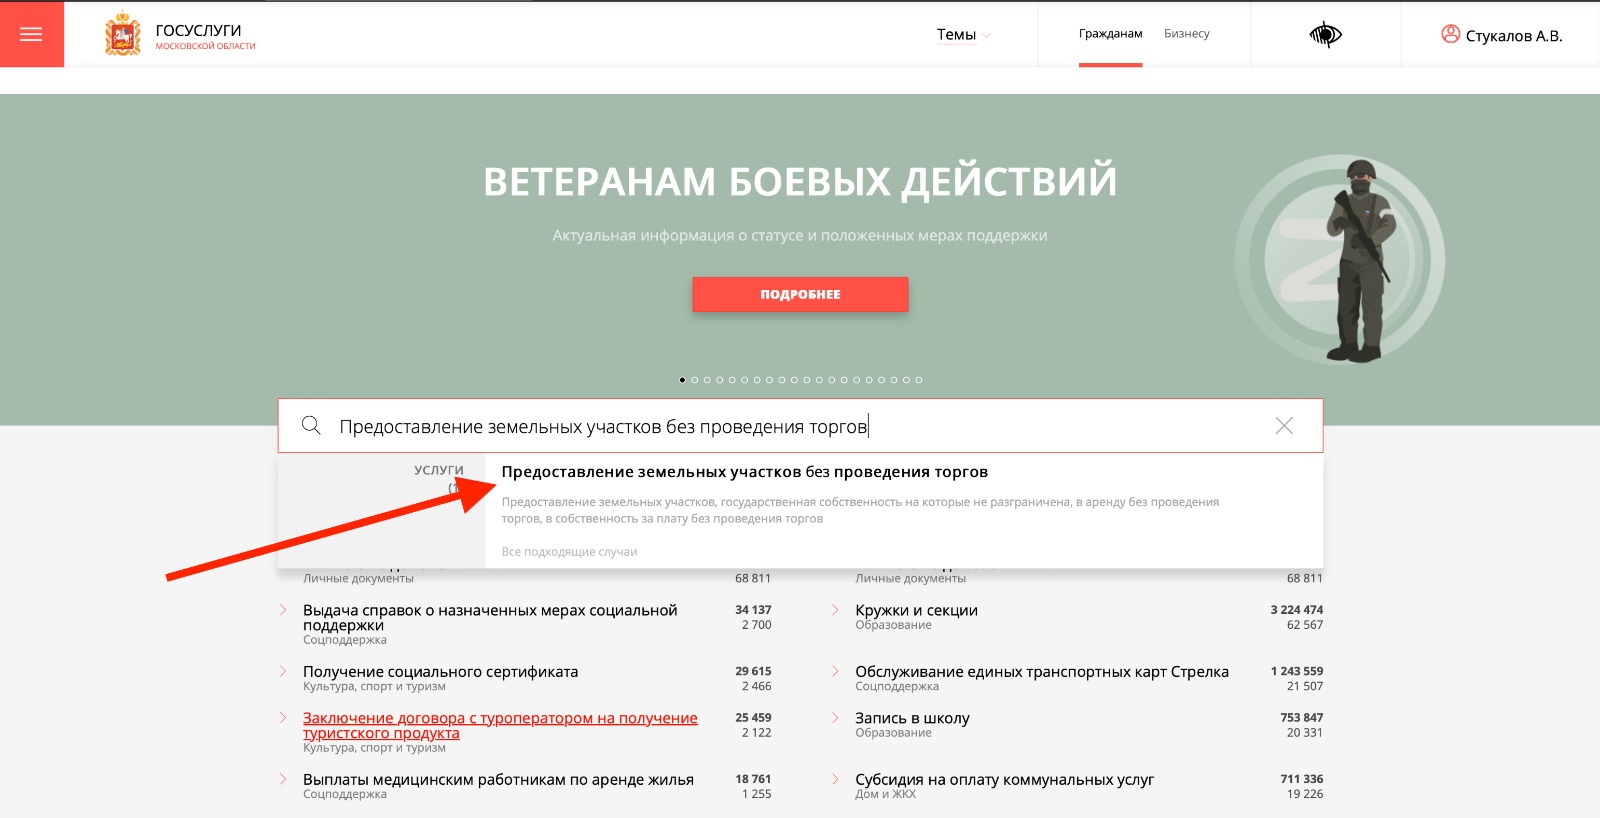 ГОСУСЛУГИ
МОСКОВСКОЙ ОБЛАСТИ
Темы
Гражданам
Бизнесу
Стукалов А.В.
ВЕТЕРАНАМ БОЕВЫХ ДЕЙСТВИЙ
Актуальная информация о статусе и положенных мерах поддержки
ПОДРОБНЕЕ
Предоставление земельных участков без проведения торгов
УСЛУГИ
Предоставление земельных участков без проведения торгов
Предоставление земельных участков, государственная собственность на которые не разграничена, в аренду без проведения
торгов, в собственность за плату без проведения торгов
Все подходящие случаи
Личные документы
68 811
Выдача справок о назначенных мерах социальной
поддержки
Соцподдержка
34 137
2 700
Получение социального сертификата
Культура, спорт и туризм
29 615
2 466
Заключение договора с туроператором на получение
туристского продукта
Культура, спорт и туризм
25 459
2 122
Выплаты медицинским работникам по аренде жилья
Соцподдержка
18 761
1 255
Личные документы
68 811
Кружки и секции
Образование
3 224 474
62 567
Обслуживание единых транспортных карт Стрелка
Соцподдержка
1 243 559
21 507
Запись в школу
Образование
753 847
20 331
Субсидия на оплату коммунальных услуг
Дом и ЖКХ
711 336
19 226